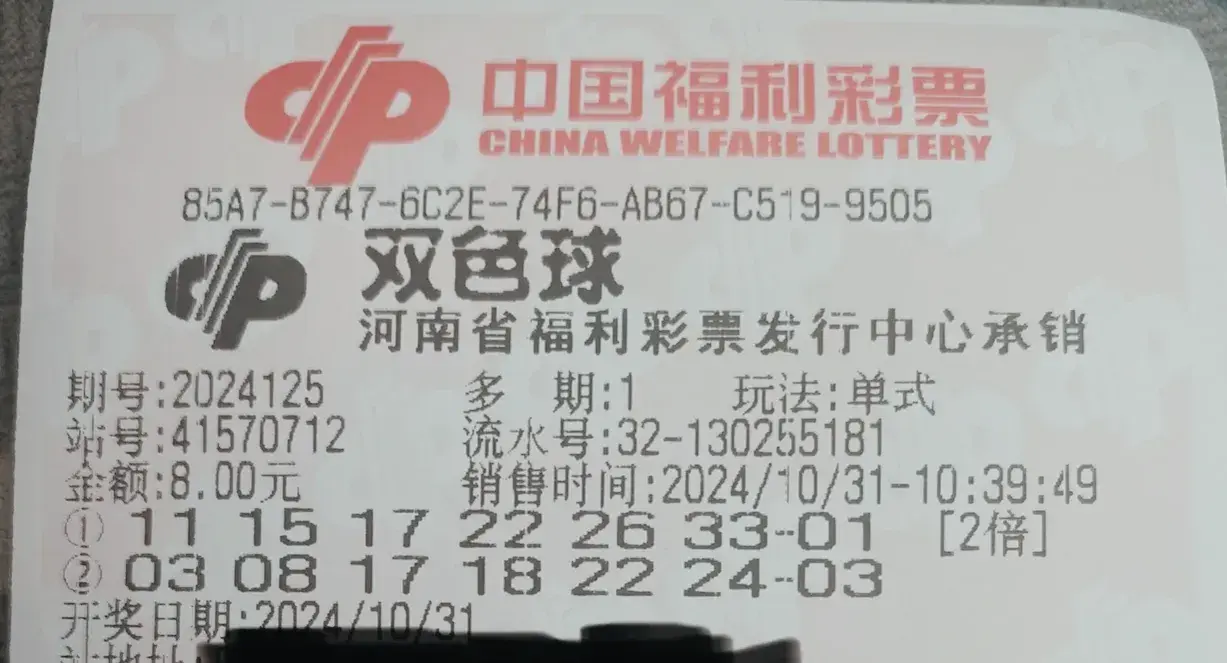 中国福利彩票
CHINA WELFARE LOTTERY
85A7-B747-6C2E-74F6-AB67-C519-9505
双色球
河南省福利彩票发行中心承销
期号:2024125 多 期:1 玩法:单式
站号:41570712 流水号:32-130255181
金额:8.00元 销售时间:2024/10/31-10:39:49
① 11 15 17 22 26 33-01 [2倍]
② 03 08 17 18 22 24-03
开奖日期:2024/10/31